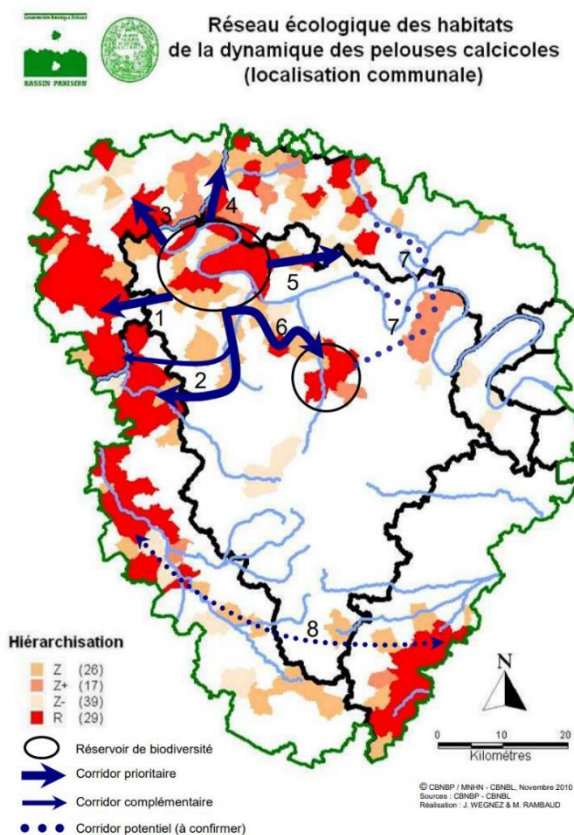 Réseau écologique des habitats
de la dynamique des pelouses calcicoles
(localisation communale)
BASSIN PARISIEN
3
4
5
7
1
6
7
2
8
Hiérarchisation
Z (26)
Z+ (17)
Z- (39)
R (29)
Réservoir de biodiversité
Corridor prioritaire
Corridor complémentaire
Corridor potentiel (à confirmer)
N
0 10 20
Kilomètres
© CBNBP / MNHN - CBNBL, Novembre 2010
Sources : CBNBP - CBNBL
Réalisation : J. WEGNEZ & M. RAMBAUD